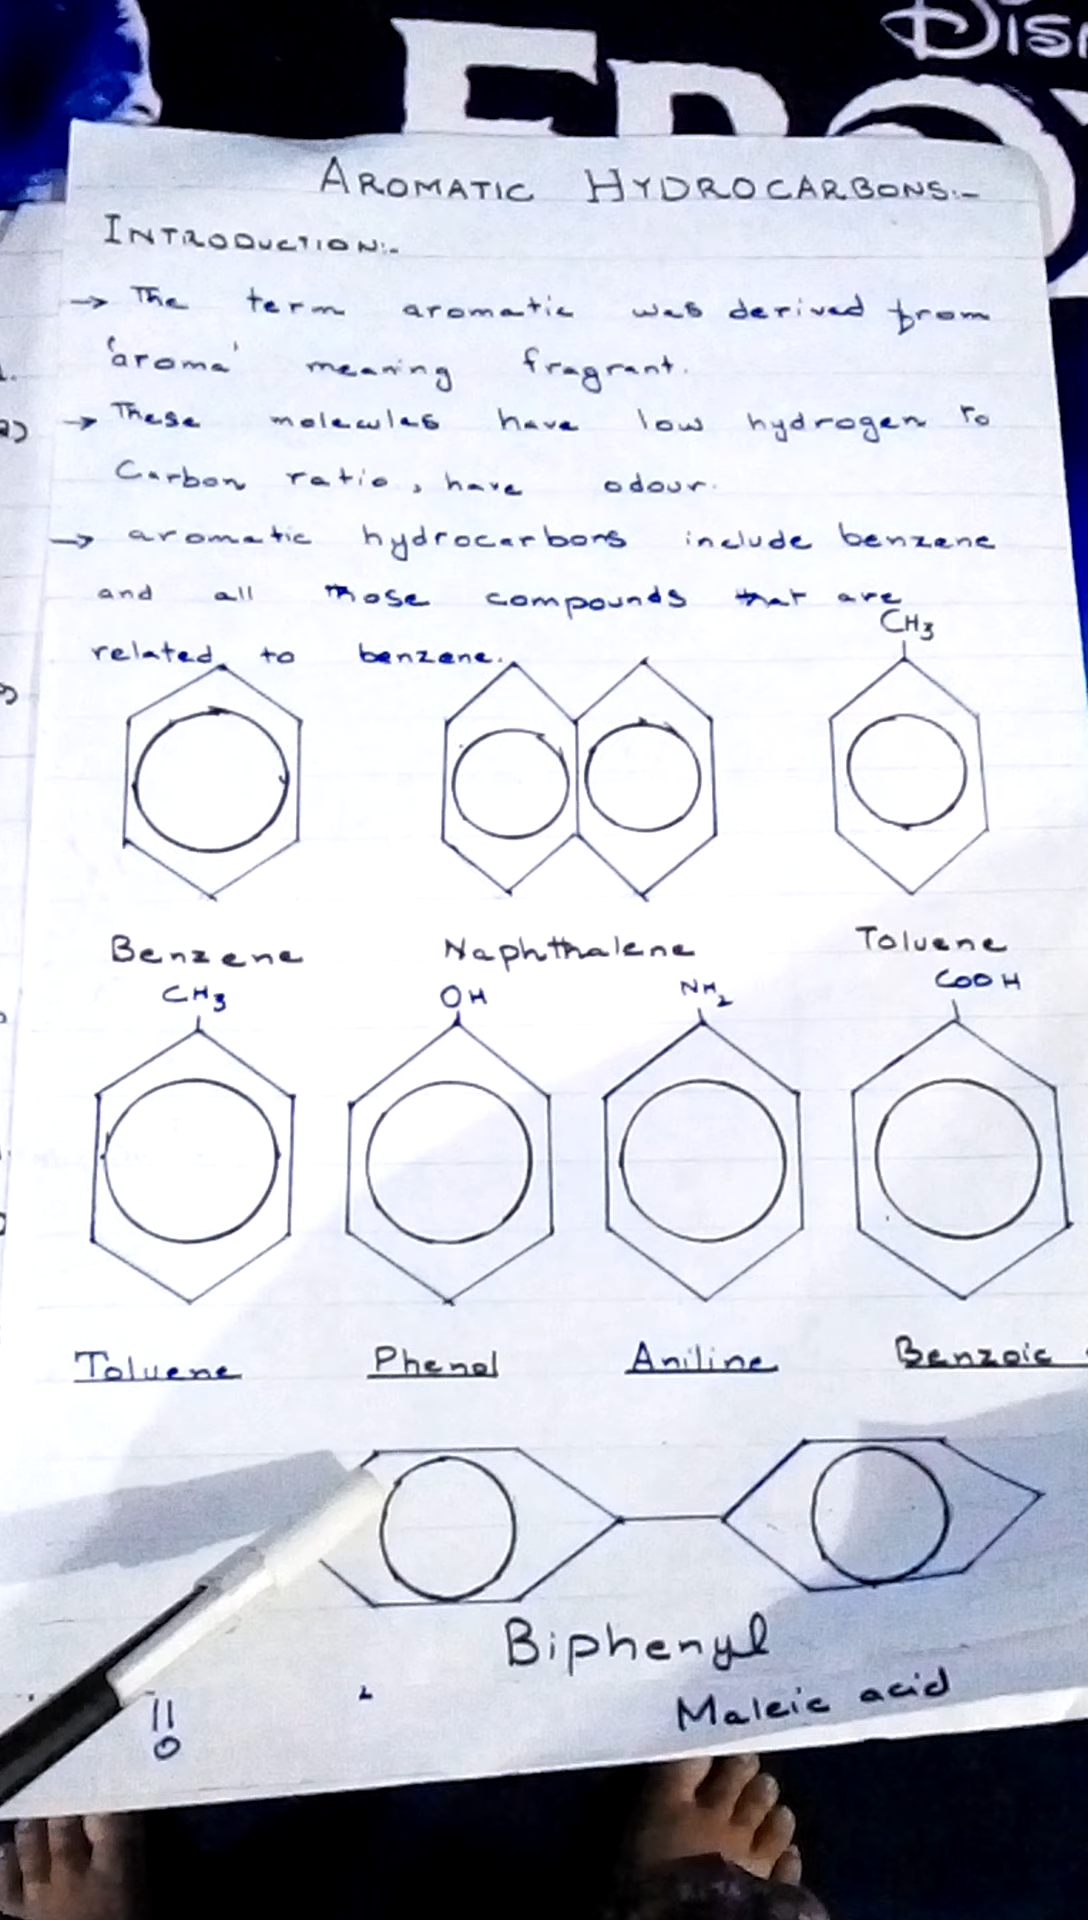 Dis
FRO
AROMATIC HYDROCARBONS:-
INTRODUCTION:-
→ The term aromatic was derived from
'aroma' meaning fragrant.
→ These molecules have low hydrogen to
Carbon ratio, have odour.
→ aromatic hydrocarbons include benzene
and all those compounds that are
related to benzene.
CH3
Benzene Naphthalene Toluene
CH3 OH NH2 COOH
Toluene Phenol Aniline Benzoic
Biphenyl
Maleic acid
O